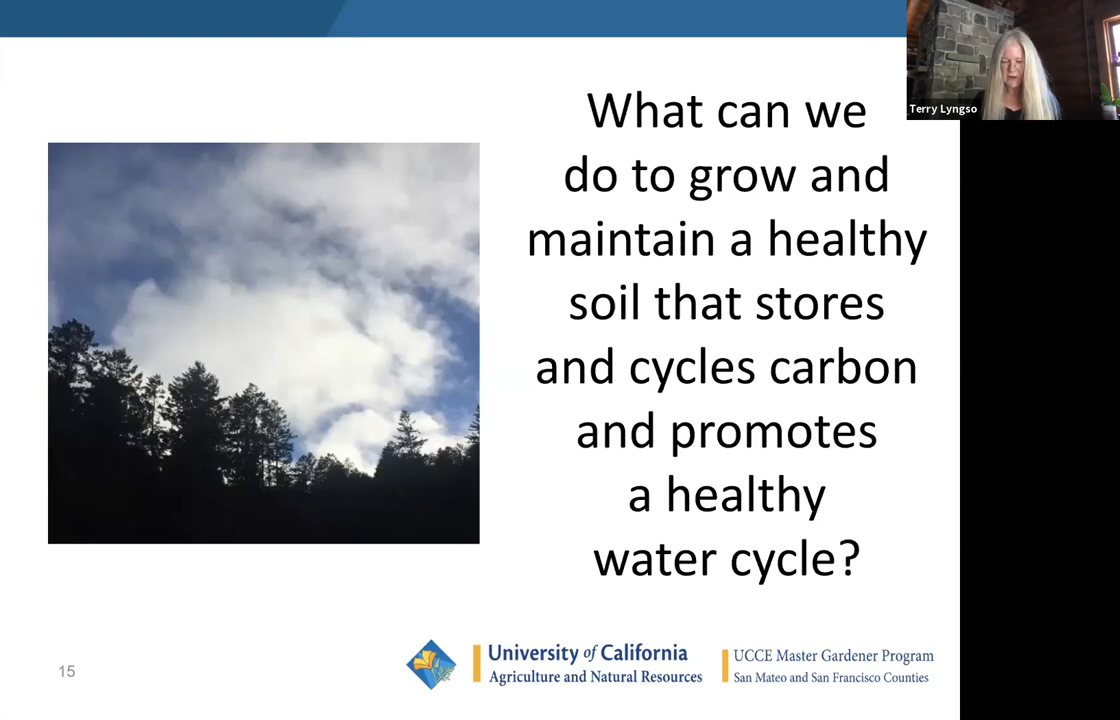 Terry Lyngso
What can we
do to grow and
maintain a healthy
soil that stores
and cycles carbon
and promotes
a healthy
water cycle?
15
University of California
Agriculture and Natural Resources
UCCE Master Gardener Program
San Mateo and San Francisco Counties